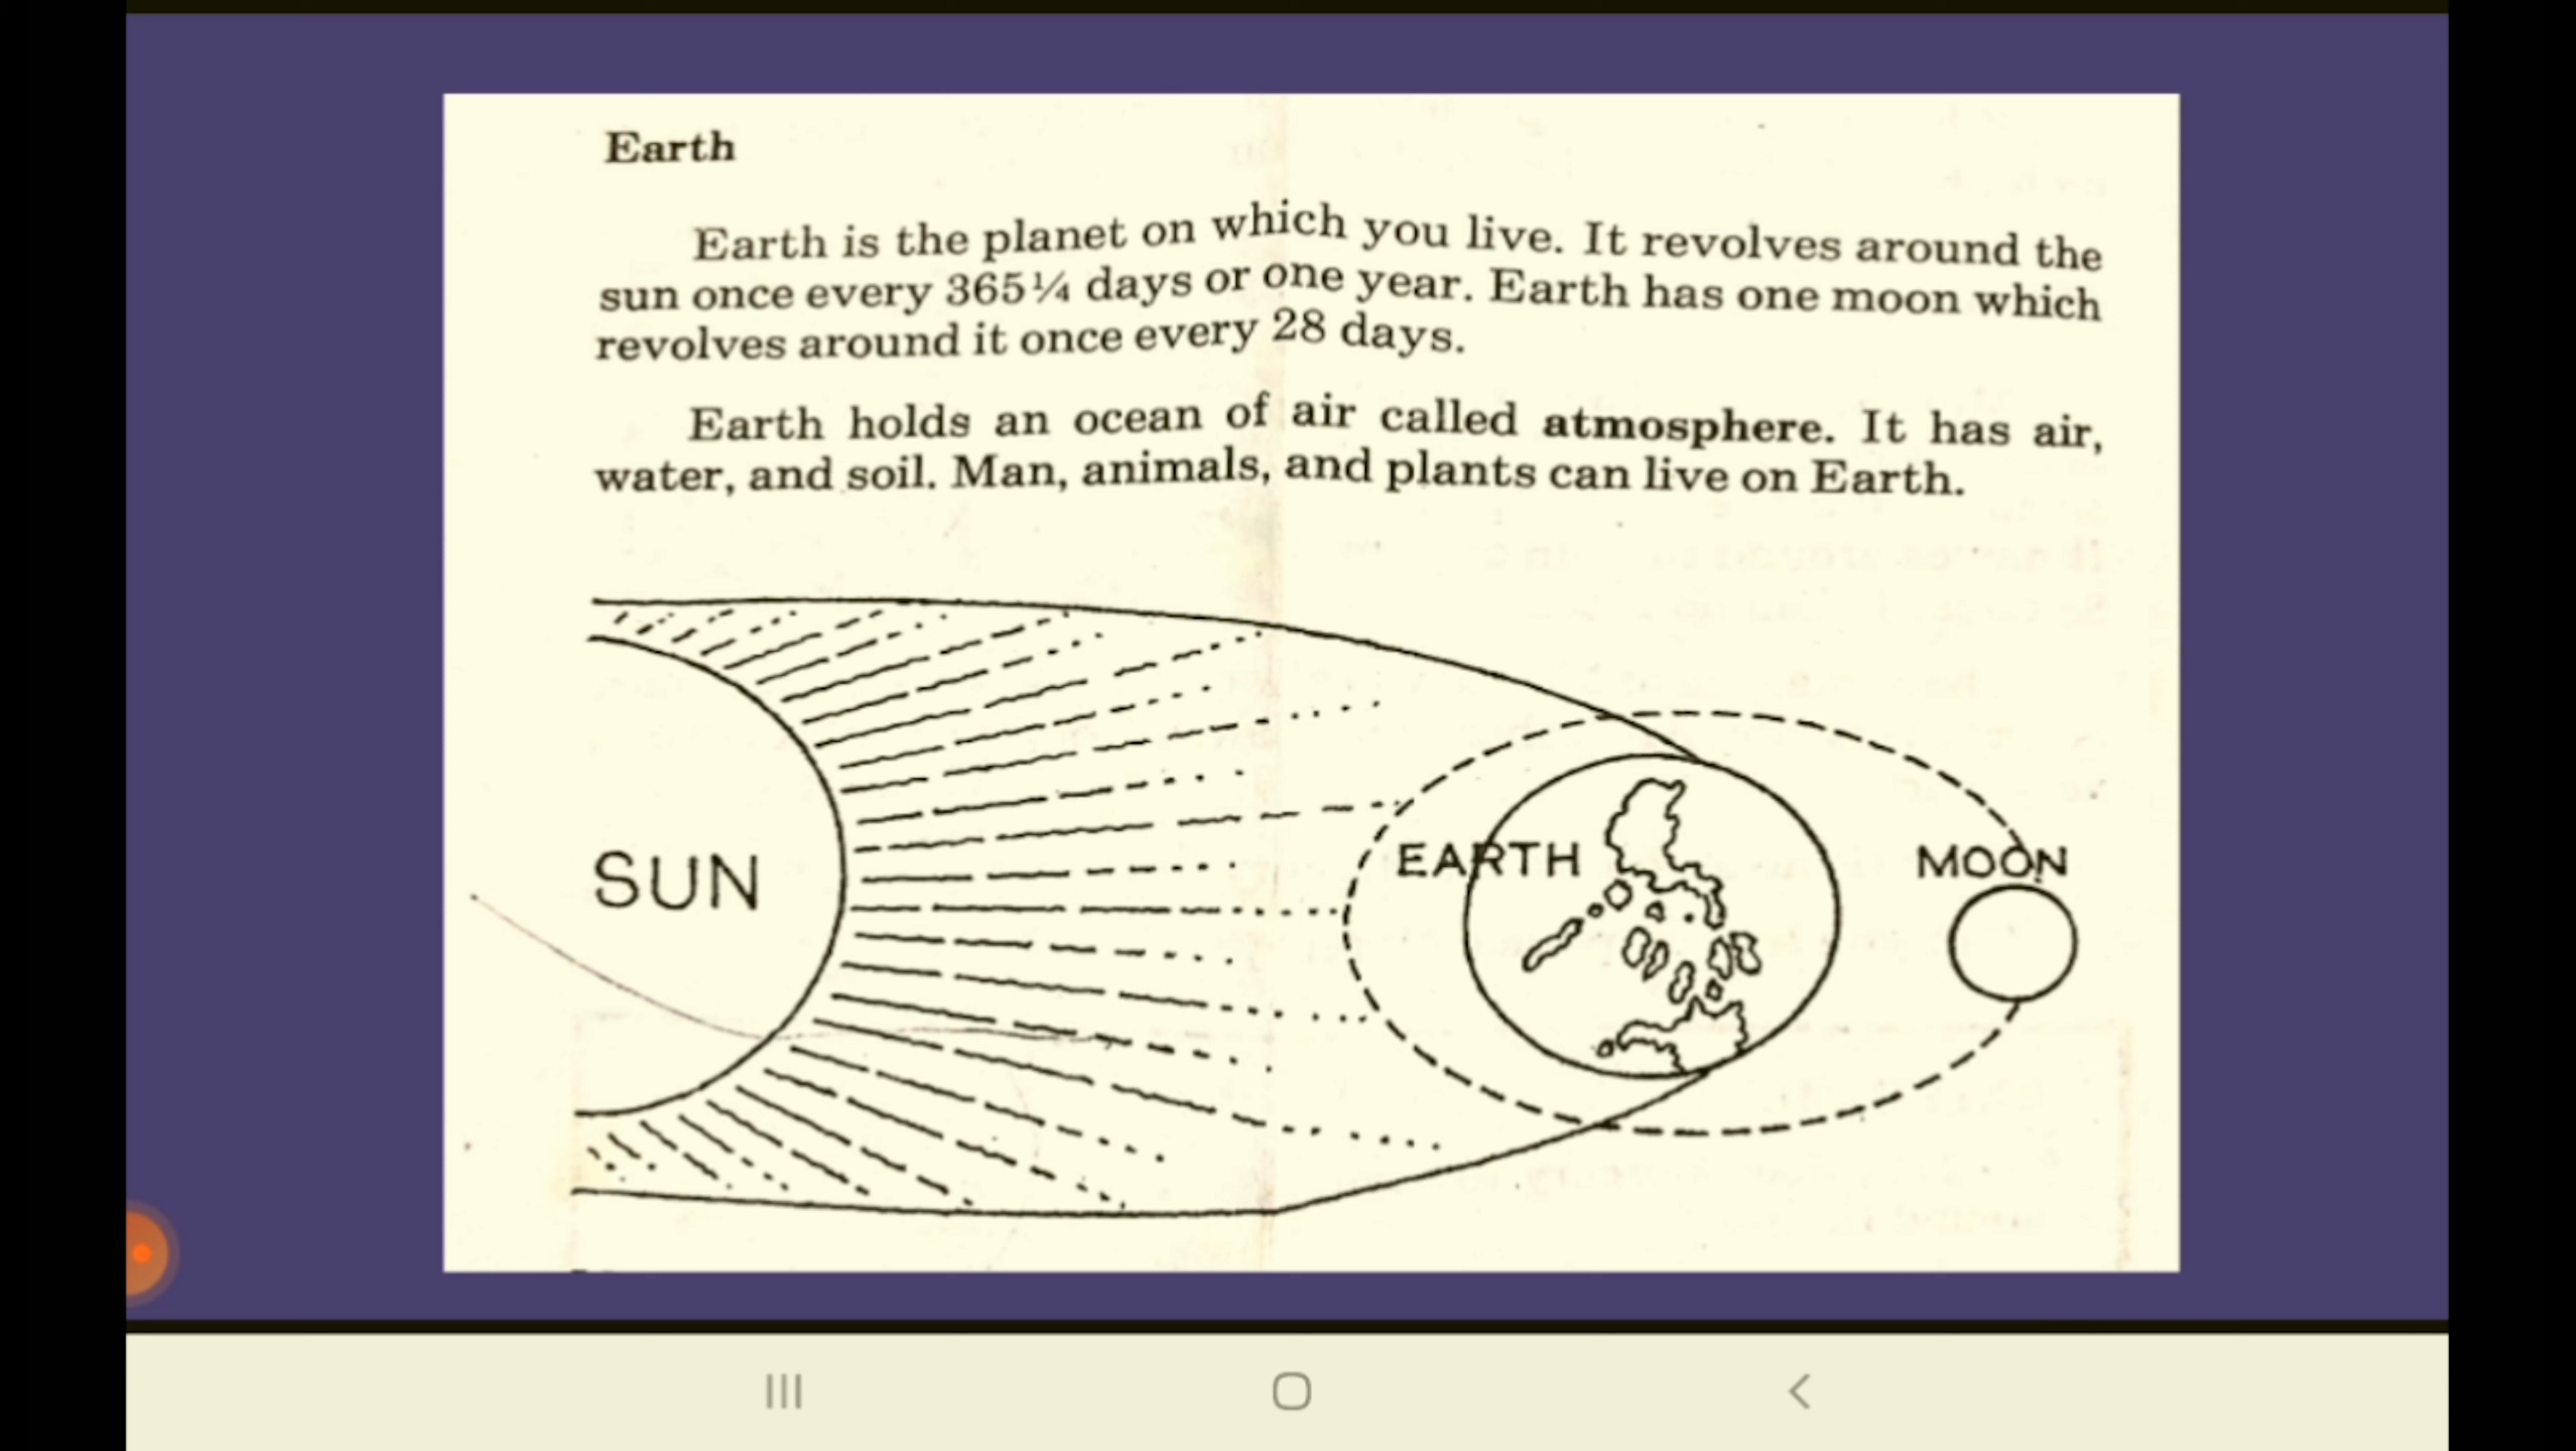 Earth
Earth is the planet on which you live. It revolves around the
sun once every 365¼ days or one year. Earth has one moon which
revolves around it once every 28 days.
Earth holds an ocean of air called atmosphere. It has air,
water, and soil. Man, animals, and plants can live on Earth.
SUN
EARTH
MOON